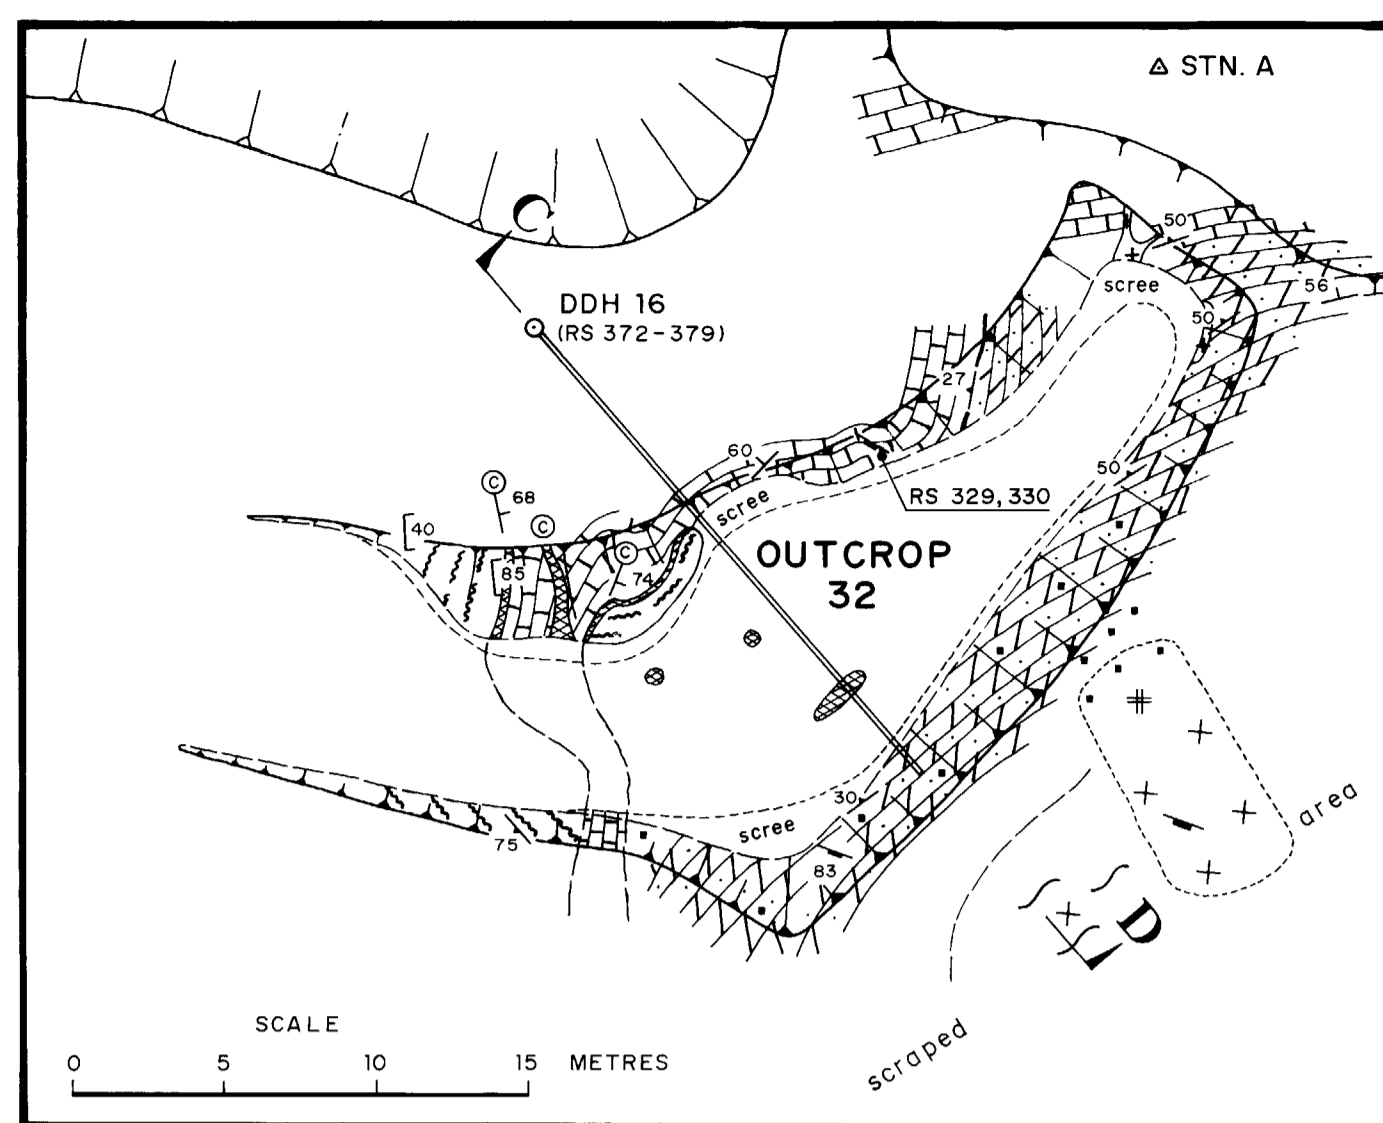 STN. A
C
50
DDH 16
(RS 372-379)
scree
56
50
27
60
50
C
68
RS 329, 330
scree
C
40
OUTCROP
32
C
85
74
30
area
scree
75
83
D
SCALE
scraped
0 5 10 15 METRES